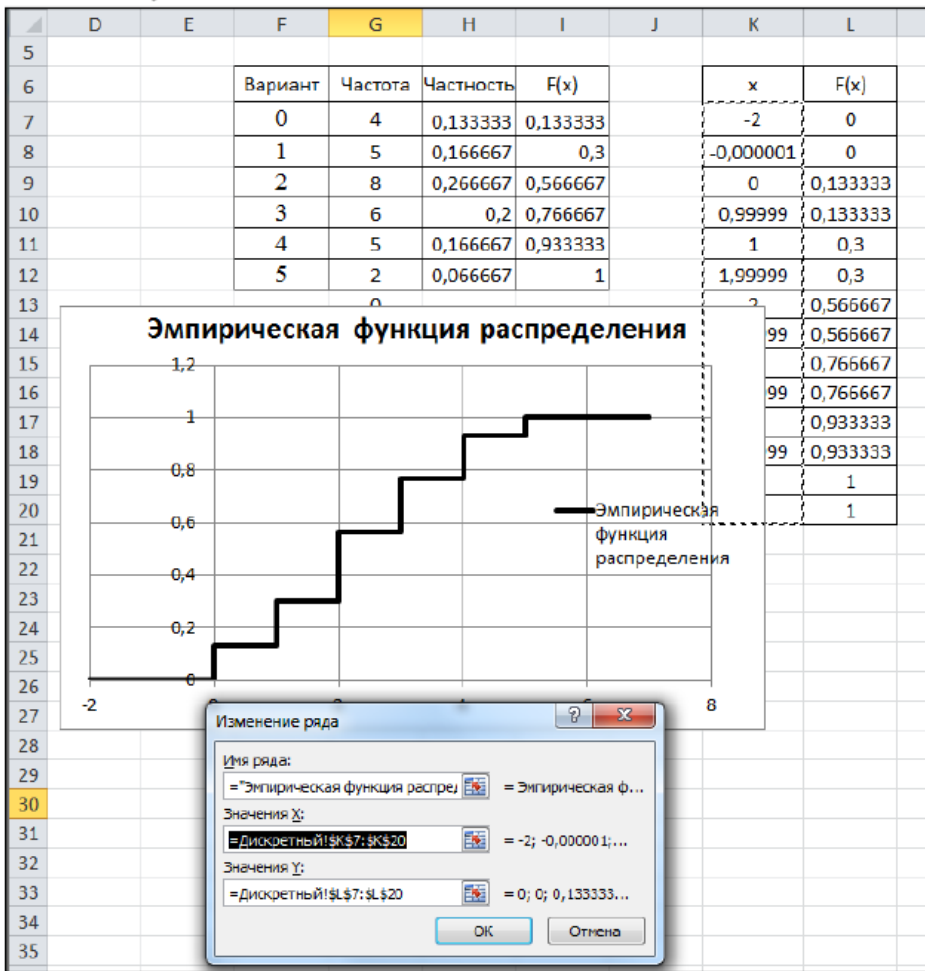 D E F G H I J K L
5
6 Вариант Частота Частность F(x) x F(x)
7 0 4 0,133333 0,133333 -2 0
8 1 5 0,166667 0,3 -0,000001 0
9 2 8 0,266667 0,566667 0 0,133333
10 3 6 0,2 0,766667 0,99999 0,133333
11 4 5 0,166667 0,933333 1 0,3
12 5 2 0,066667 1 1,99999 0,3
13 0,566667
14 99 0,566667
15 0,766667
16 99 0,766667
17 0,933333
18 99 0,933333
19 1
20 1
21
22
23
24
25
26
27
28
29
30
31
32
33
34
35
Эмпирическая функция распределения
1,2
1
0,8
0,6
0,4
0,2
0
-2 8
Эмпирическая
функция
распределения
Изменение ряда
Имя ряда:
="Эмпирическая функция распред = Эмпирическая ф...
Значения X:
=Дискретный!$K$7:$K$20 = -2; -0,000001;...
Значения Y:
=Дискретный!$L$7:$L$20 = 0; 0; 0,133333...
ОК Отмена